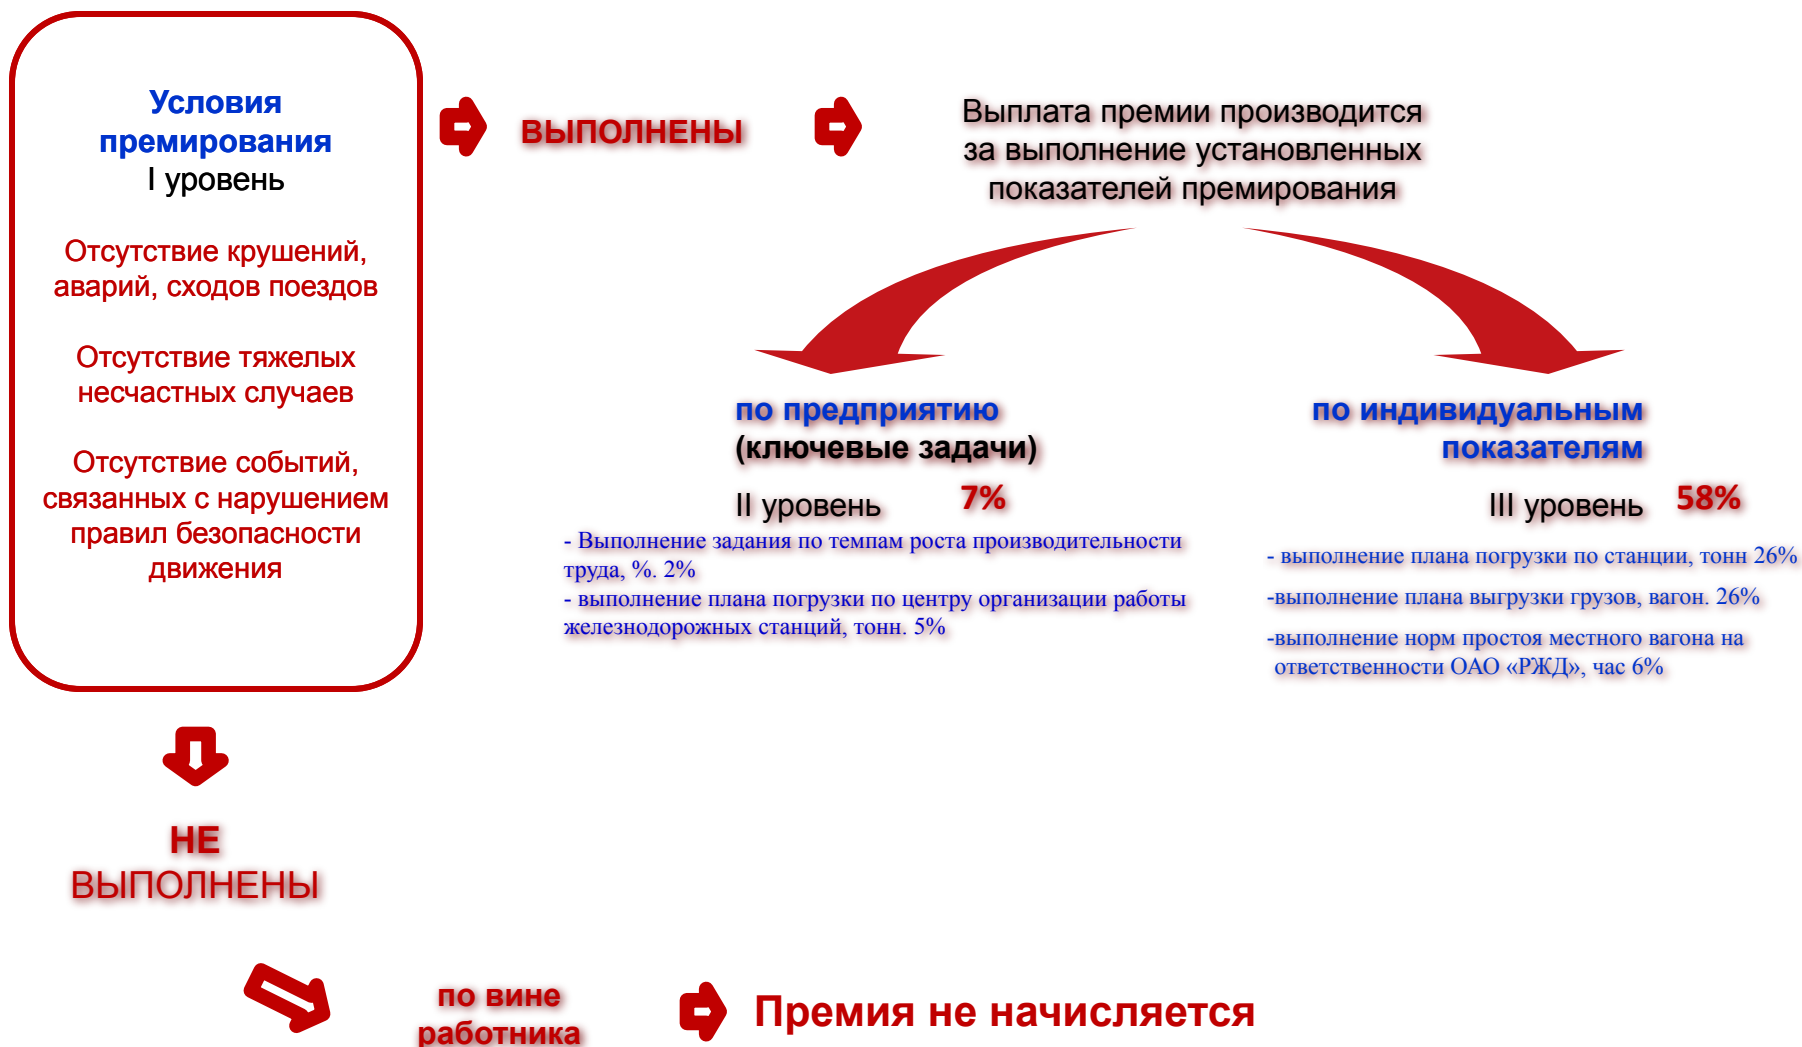 Условия
премирования
I уровень
Отсутствие крушений,
аварий, сходов поездов
Отсутствие тяжелых
несчастных случаев
Отсутствие событий,
связанных с нарушением
правил безопасности
движения
ВЫПОЛНЕНЫ
Выплата премии производится
за выполнение установленных
показателей премирования
по предприятию
(ключевые задачи)
II уровень 7%
- Выполнение задания по темпам роста производительности
труда, %. 2%
- выполнение плана погрузки по центру организации работы
железнодорожных станций, тонн. 5%
по индивидуальным
показателям
III уровень 58%
- выполнение плана погрузки по станции, тонн 26%
-выполнение плана выгрузки грузов, вагон. 26%
-выполнение норм простоя местного вагона на
ответственности ОАО «РЖД», час 6%
НЕ
ВЫПОЛНЕНЫ
по вине
работника
Премия не начисляется